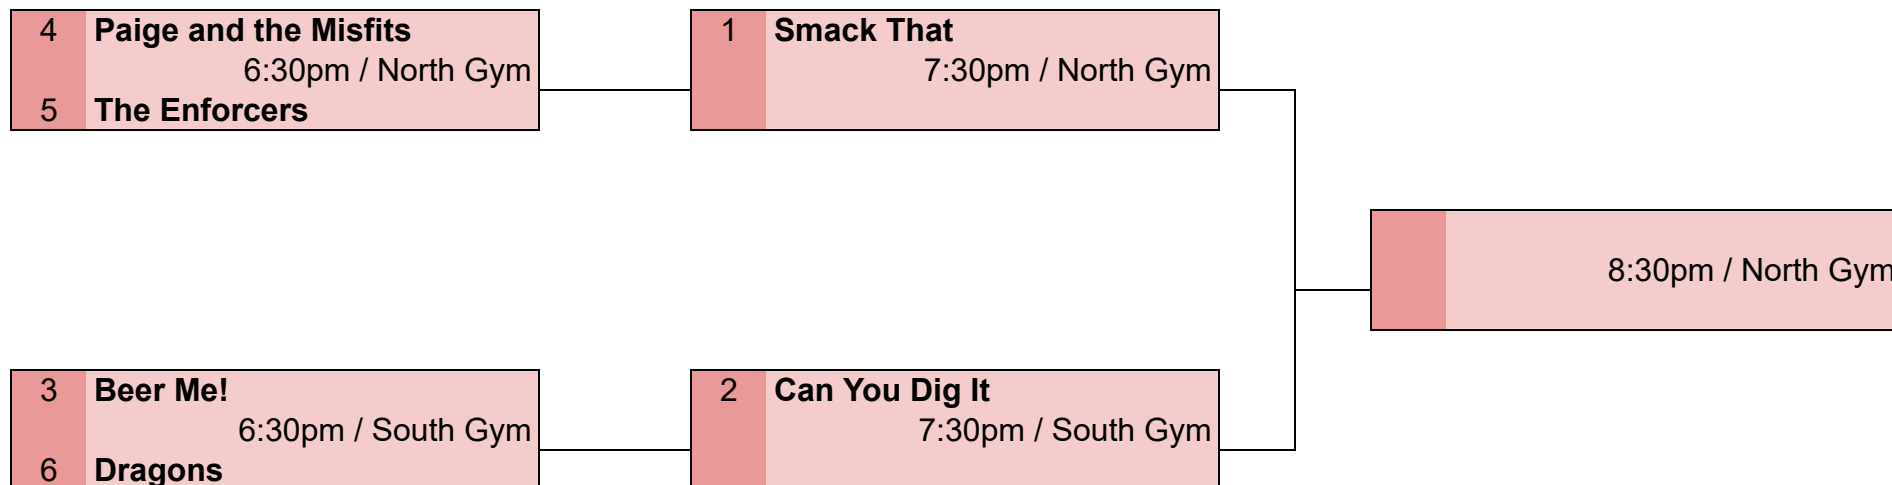 4 Paige and the Misfits
6:30pm / North Gym
5 The Enforcers
1 Smack That
7:30pm / North Gym
8:30pm / North Gym
3 Beer Me!
6:30pm / South Gym
6 Dragons
2 Can You Dig It
7:30pm / South Gym